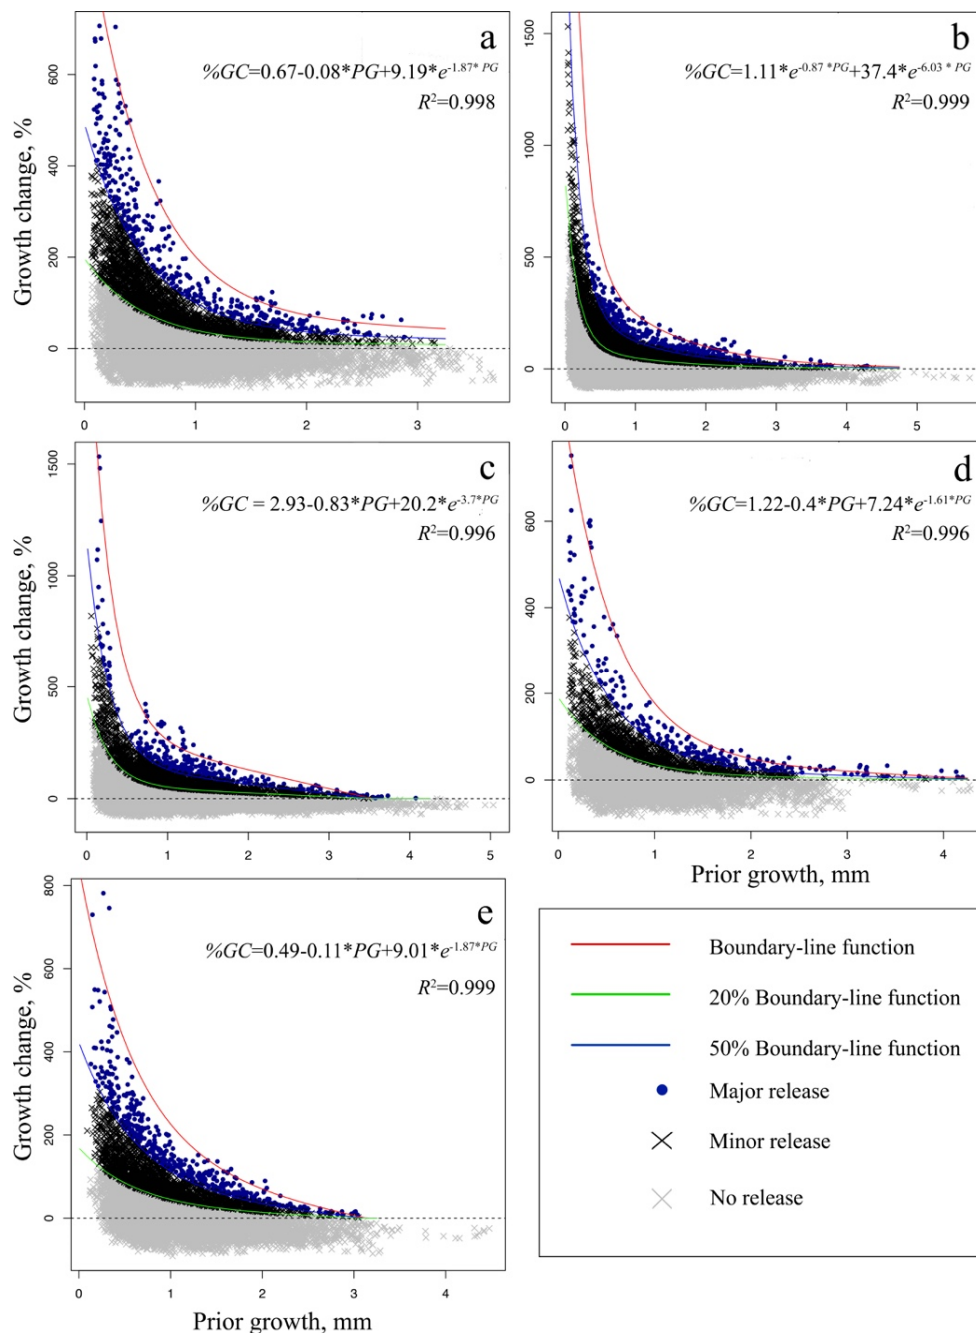 a
%GC=0.67-0.08*PG+9.19*e-1.87* PG
R2=0.998
Growth change, %
600
400
200
0
0 1 2 3
b
%GC=1.11*e-0.87 *PG+37.4*e-6.03 * PG
R2=0.999
1500
1000
500
0
0 1 2 3 4 5
c
%GC = 2.93-0.83*PG+20.2*e-3.7*PG
R2=0.996
Growth change, %
1500
1000
500
0
0 1 2 3 4 5
d
%GC=1.22-0.4*PG+7.24*e-1.61*PG
R2=0.996
600
400
200
0
0 1 2 3 4
Prior growth, mm
e
%GC=0.49-0.11*PG+9.01*e-1.87*PG
R2=0.999
Growth change, %
800
600
400
200
0
0 1 2 3 4
Prior growth, mm
Boundary-line function
20% Boundary-line function
50% Boundary-line function
Major release
Minor release
No release